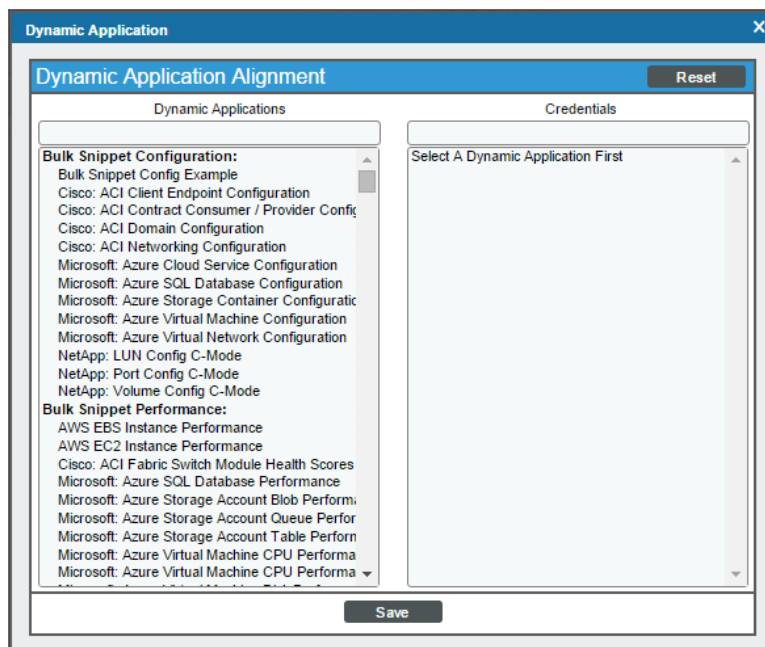 Dynamic Application
Dynamic Application Alignment
Reset
Dynamic Applications
Credentials
Bulk Snippet Configuration:
Select A Dynamic Application First
Bulk Snippet Config Example
Cisco: ACI Client Endpoint Configuration
Cisco: ACI Contract Consumer / Provider Config
Cisco: ACI Domain Configuration
Cisco: ACI Networking Configuration
Microsoft: Azure Cloud Service Configuration
Microsoft: Azure SQL Database Configuration
Microsoft: Azure Storage Container Configuratio
Microsoft: Azure Virtual Machine Configuration
Microsoft: Azure Virtual Network Configuration
NetApp: LUN Config C-Mode
NetApp: Port Config C-Mode
NetApp: Volume Config C-Mode
Bulk Snippet Performance:
AWS EBS Instance Performance
AWS EC2 Instance Performance
Cisco: ACI Fabric Switch Module Health Scores
Microsoft: Azure SQL Database Performance
Microsoft: Azure Storage Account Blob Performa
Microsoft: Azure Storage Account Queue Perfor
Microsoft: Azure Storage Account Table Perform
Microsoft: Azure Virtual Machine CPU Performa
Microsoft: Azure Virtual Machine CPU Performa
Save